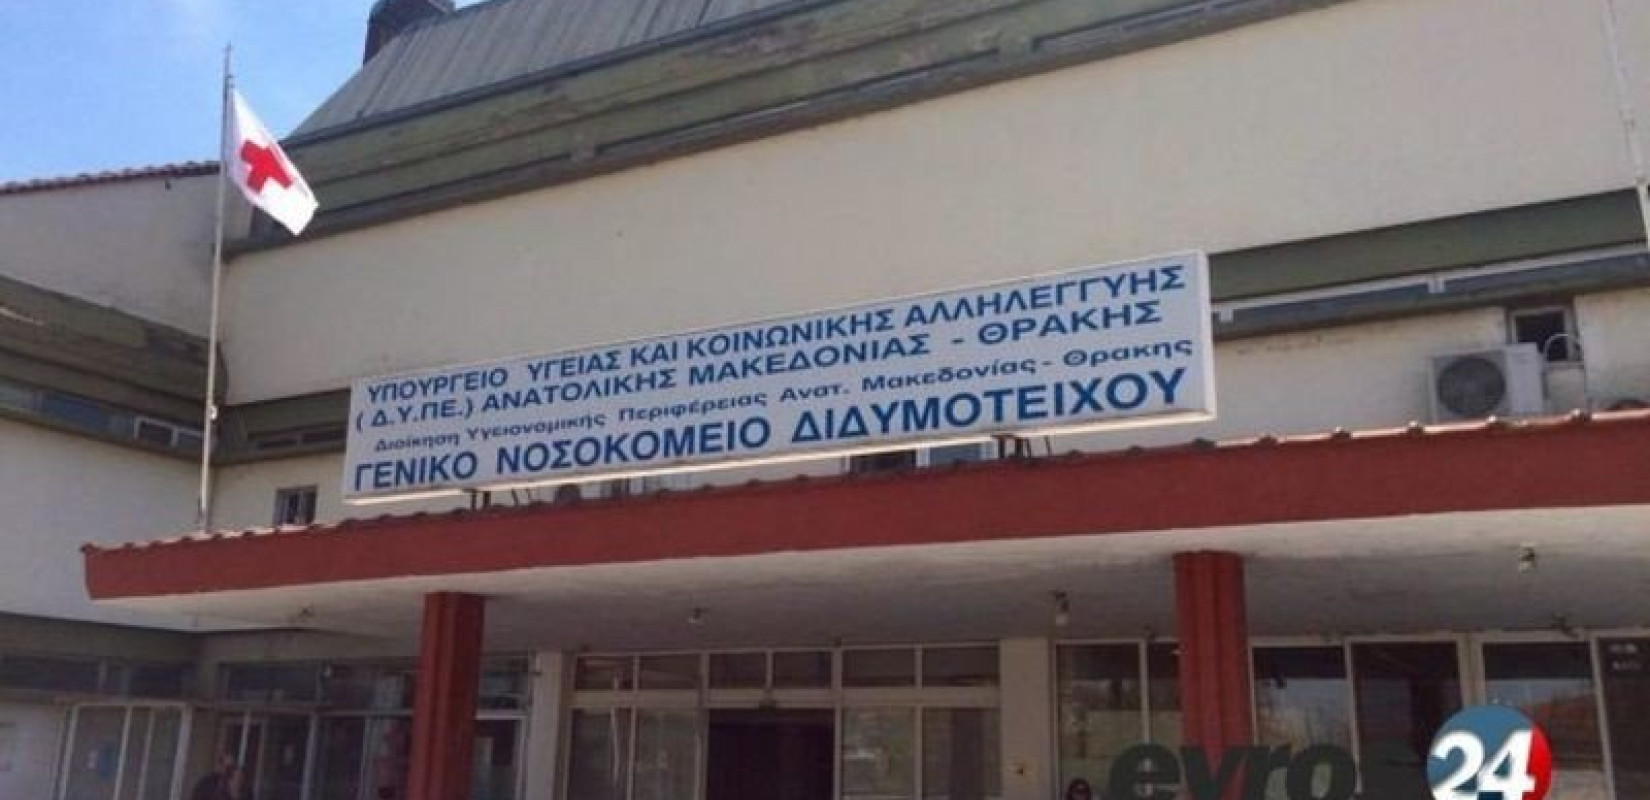 ΥΠΟΥΡΓΕΙΟ ΥΓΕΙΑΣ ΚΑΙ ΚΟΙΝΩΝΙΚΗΣ ΑΛΛΗΛΕΓΓΥΗΣ
( Δ.Υ.ΠΕ.) ΑΝΑΤΟΛΙΚΗΣ ΜΑΚΕΔΟΝΙΑΣ - ΘΡΑΚΗΣ
Διοίκηση Υγειονομικής Περιφέρειας Ανατ. Μακεδονίας - Θρακης
ΓΕΝΙΚΟ ΝΟΣΟΚΟΜΕΙΟ ΔΙΔΥΜΟΤΕΙΧΟΥ
evros 24